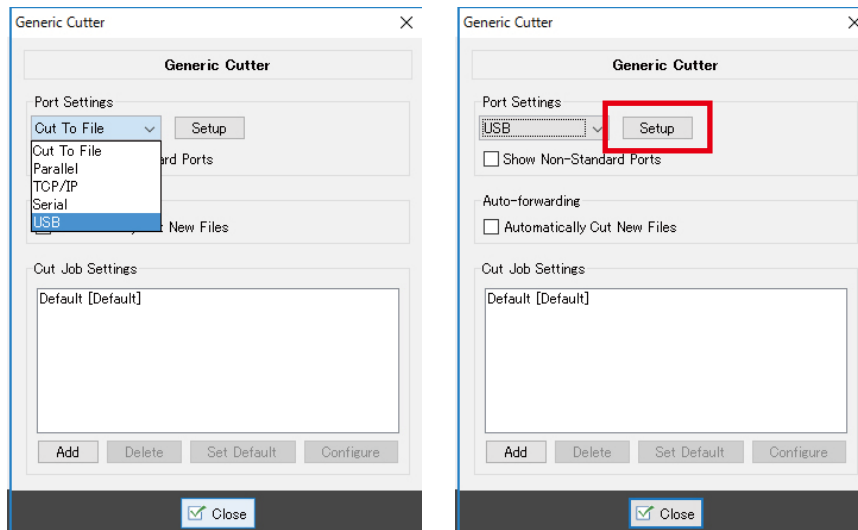 Generic Cutter
Generic Cutter
Port Settings
Cut To File
Setup
Cut To File
Parallel
TCP/IP
Serial
USB
ard Ports
New Files
Cut Job Settings
Default [Default]
Add Delete Set Default Configure
Close
Generic Cutter
Generic Cutter
Port Settings
USB
Setup
Show Non-Standard Ports
Auto-forwarding
Automatically Cut New Files
Cut Job Settings
Default [Default]
Add Delete Set Default Configure
Close